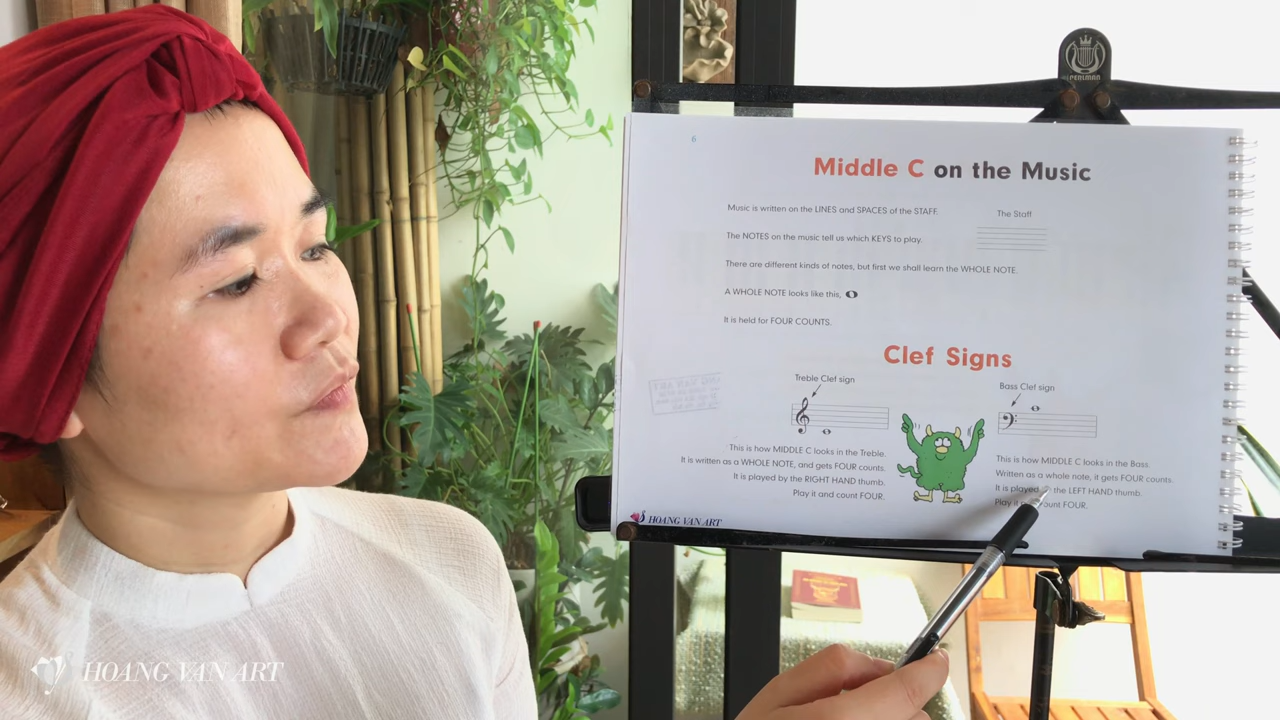 PERLMAN
6
Middle C on the Music
Music is written on the LINES and SPACES of the STAFF.
The Staff
The NOTES on the music tell us which KEYS to play.
There are different kinds of notes, but first we shall learn the WHOLE NOTE.
A WHOLE NOTE looks like this,
It is held for FOUR COUNTS.
Clef Signs
Treble Clef sign
This is how MIDDLE C looks in the Treble.
It is written as a WHOLE NOTE, and gets FOUR counts.
It is played by the RIGHT HAND thumb.
Play it and count FOUR.
Bass Clef sign
This is how MIDDLE C looks in the Bass.
Written as a whole note, it gets FOUR counts.
It is played the LEFT HAND thumb.
Play it count FOUR.
HOANG VAN ART
HOANG VAN ART